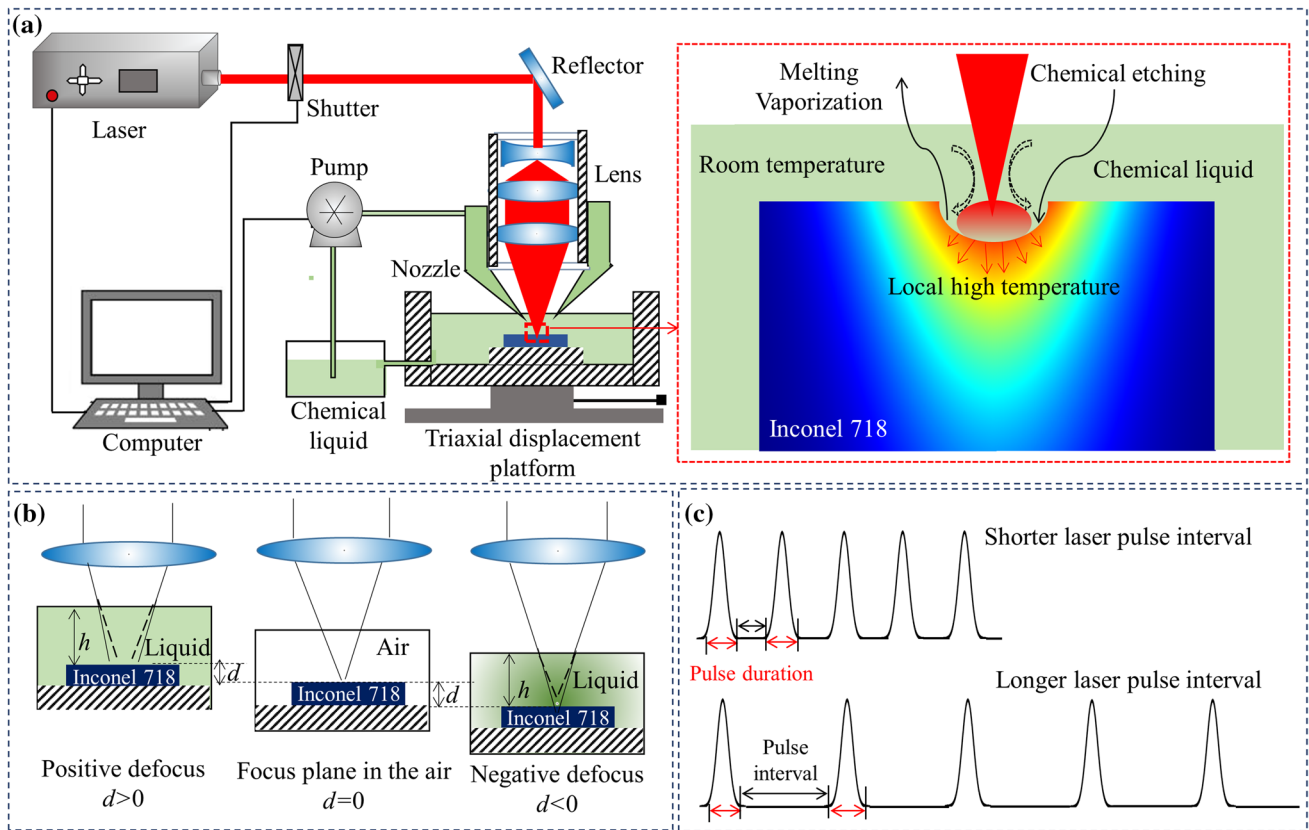 (a)
Laser
Shutter
Reflector
Pump
Lens
Nozzle
Computer
Chemical
liquid
Triaxial displacement
platform
Melting
Vaporization
Chemical etching
Room temperature
Chemical liquid
Local high temperature
Inconel 718
(b)
h
Liquid
d
Inconel 718
Positive defocus
d>0
Air
d
Inconel 718
Focus plane in the air
d=0
h
Liquid
Inconel 718
Negative defocus
d<0
(c)
Shorter laser pulse interval
Pulse duration
Longer laser pulse interval
Pulse
interval